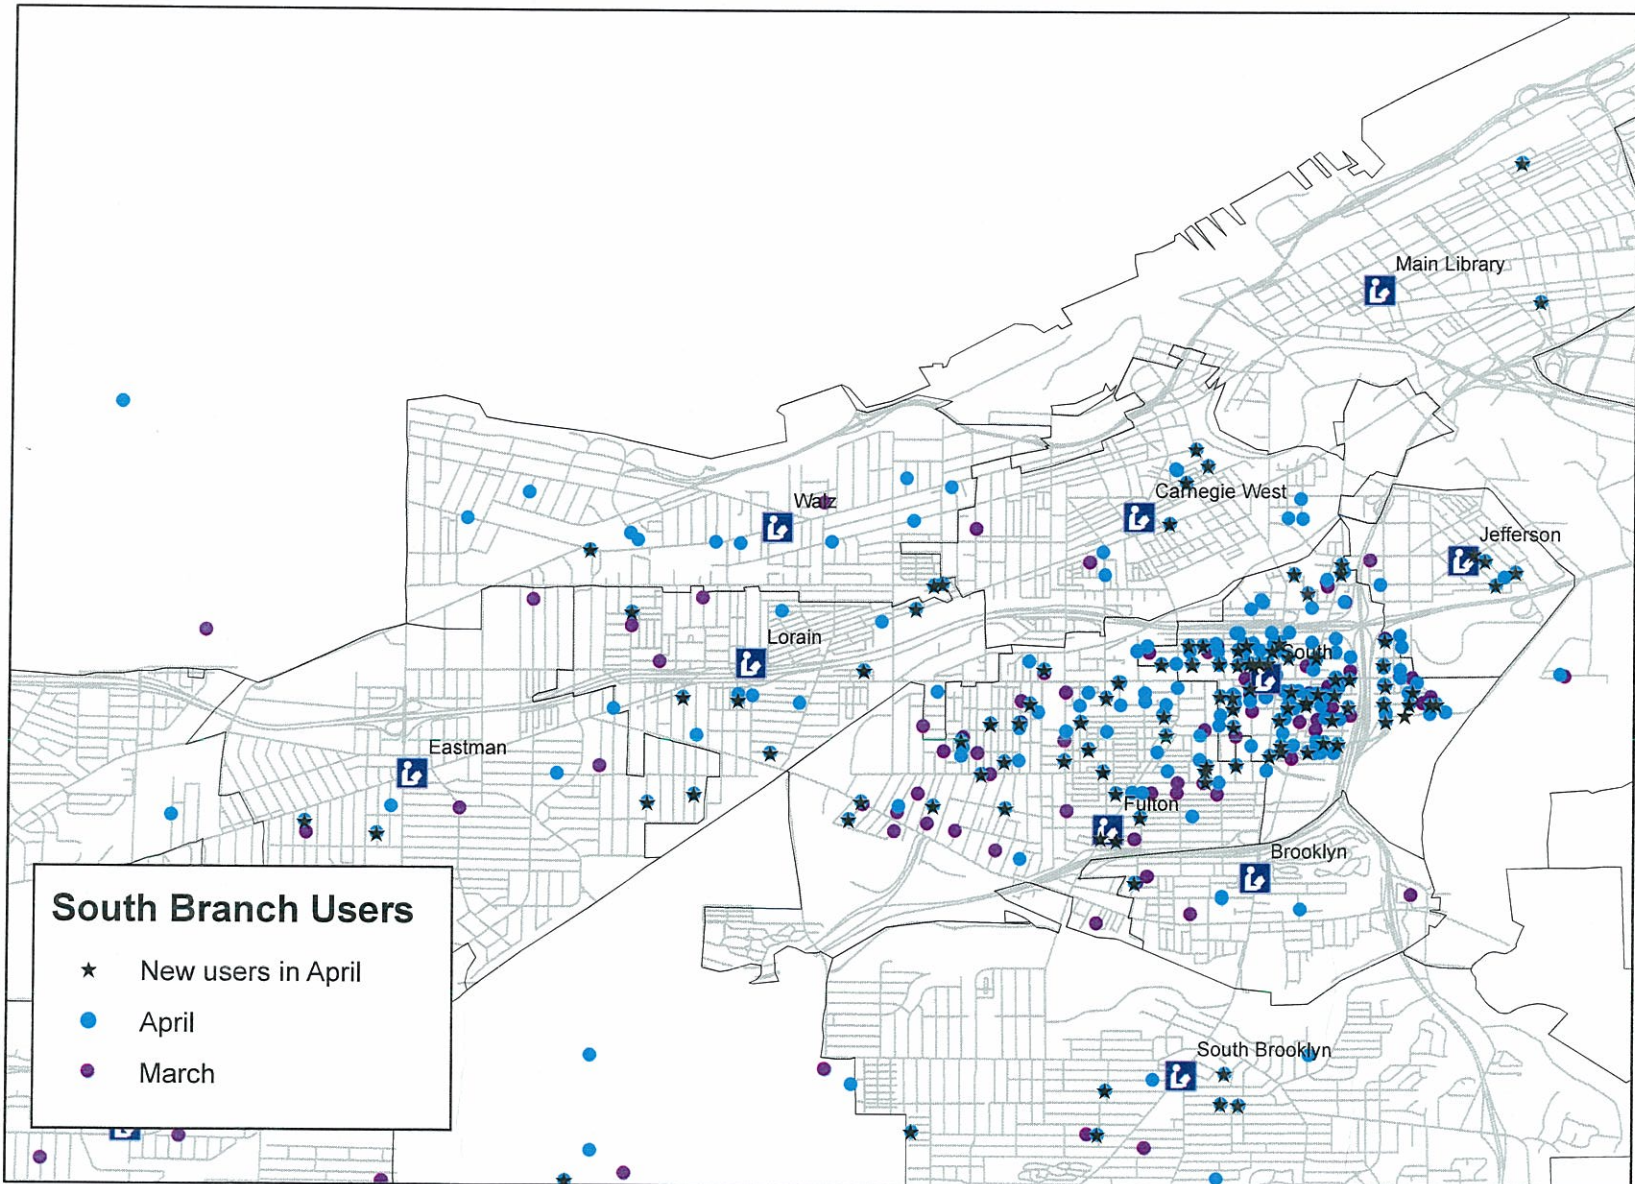 Main Library
Carnegie West
Walz
Jefferson
Lorain
South
Eastman
Fulton
Brooklyn
South Brooklyn
South Branch Users
New users in April
April
March